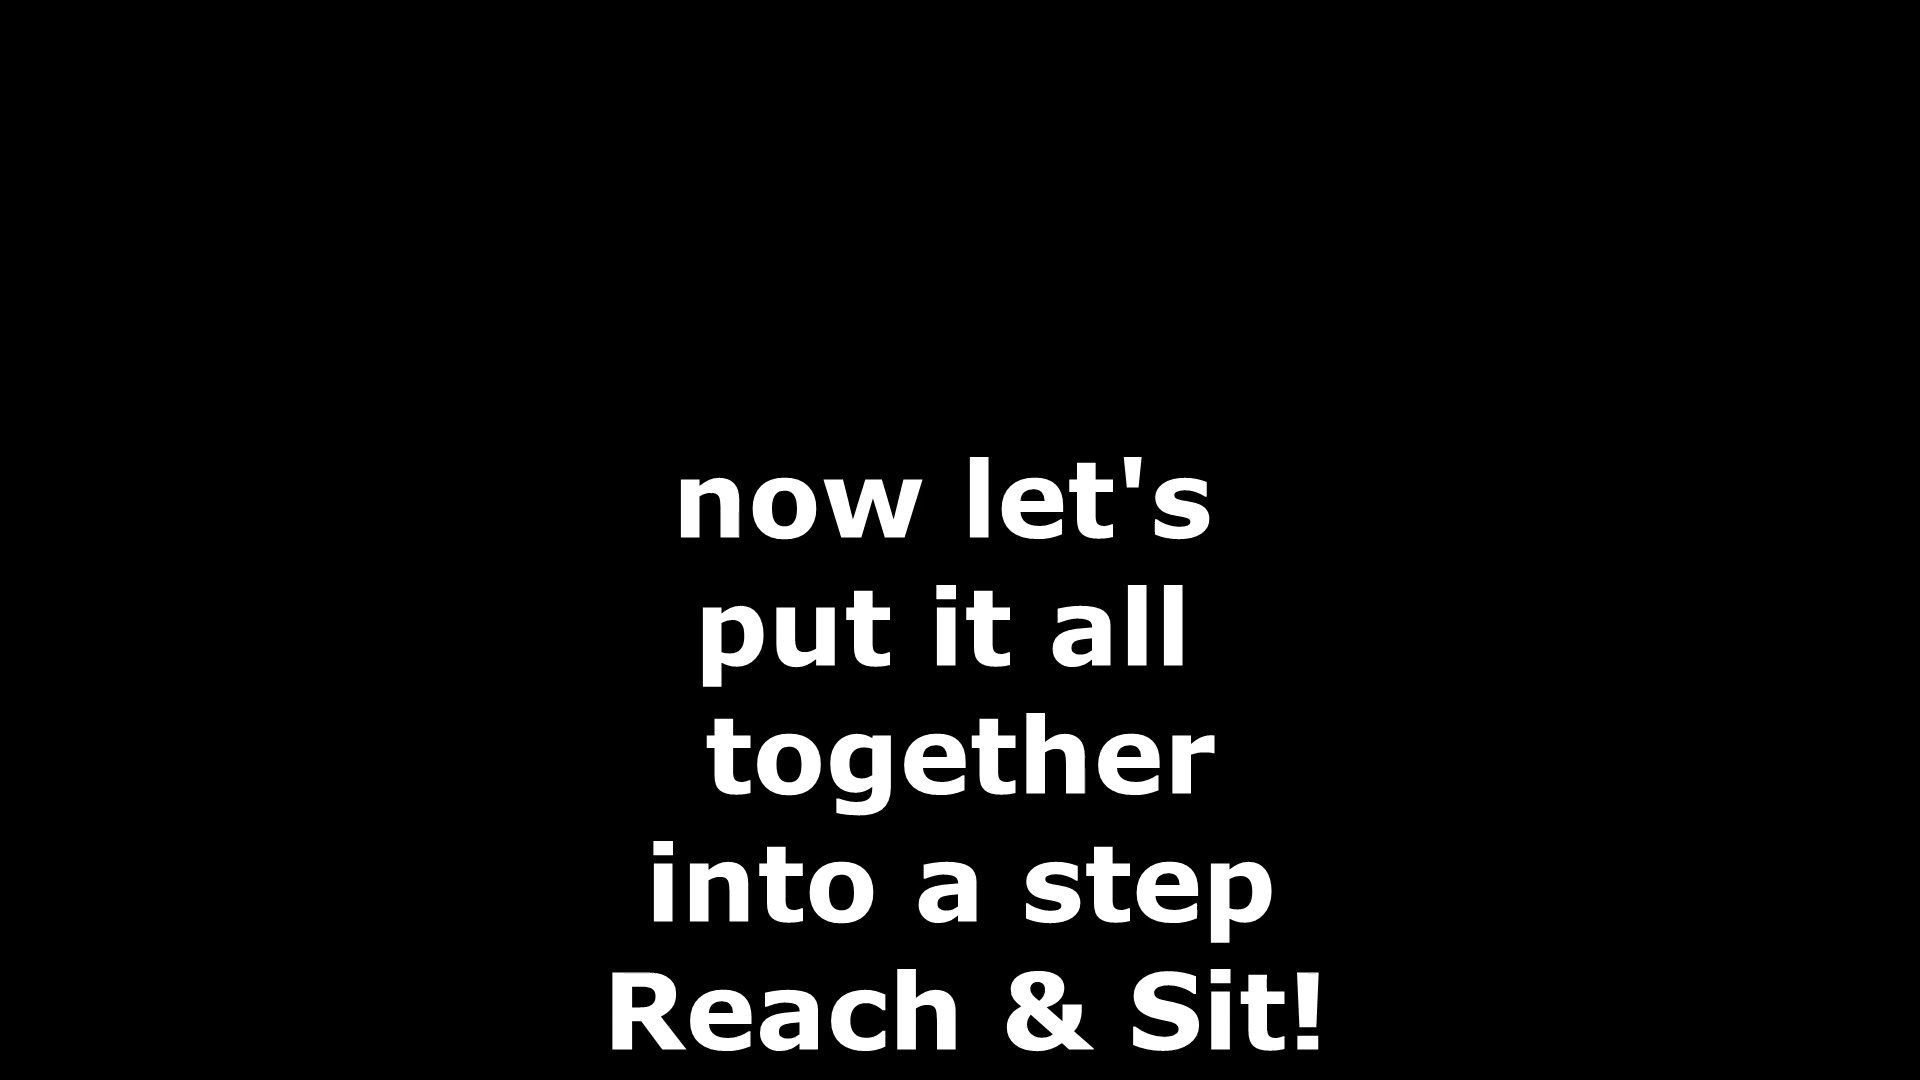 now let's
put it all
together
into a step
Reach & Sit!